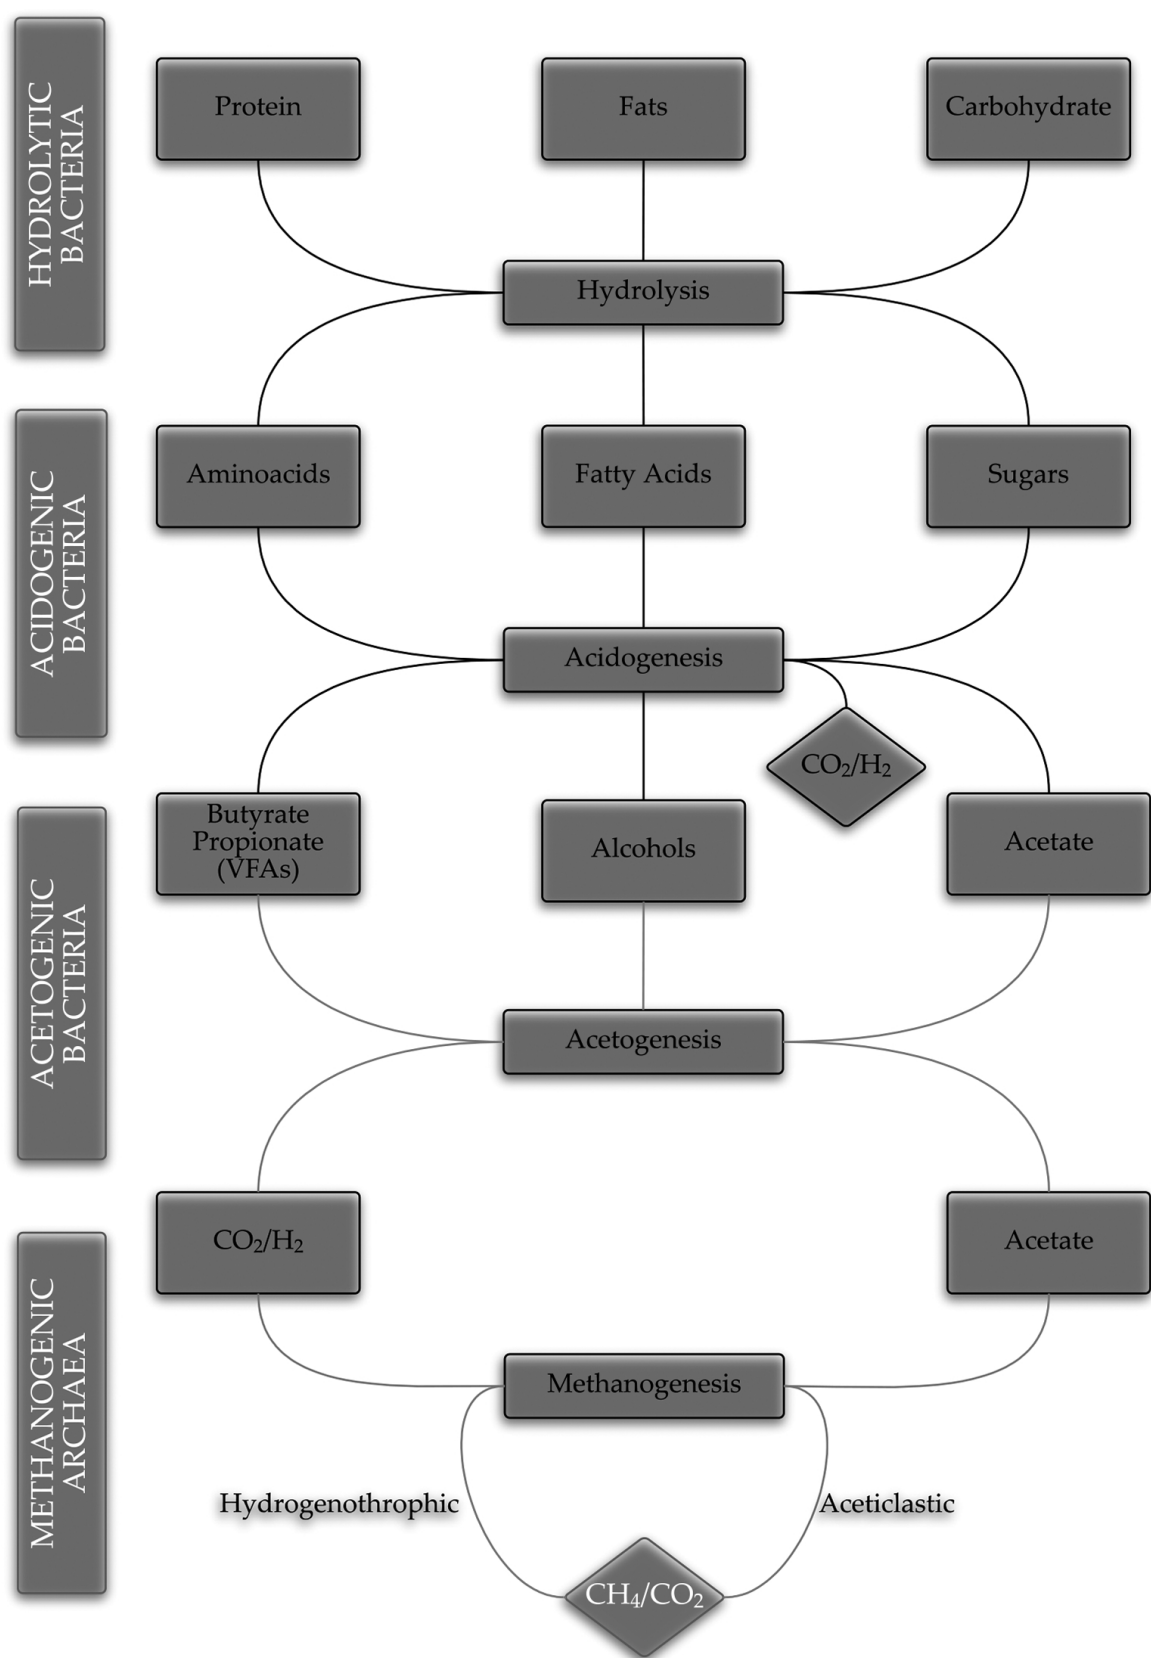 HYDROLYTIC
BACTERIA
Protein
Fats
Carbohydrate
Hydrolysis
ACIDOGENIC
BACTERIA
Aminoacids
Fatty Acids
Sugars
Acidogenesis
CO₂/H₂
ACETOGENIC
BACTERIA
Butyrate
Propionate
(VFAs)
Alcohols
Acetate
Acetogenesis
METHANOGENIC
ARCHAEA
CO₂/H₂
Acetate
Methanogenesis
Hydrogenothrophic
Aceticlastic
CH₄/CO₂